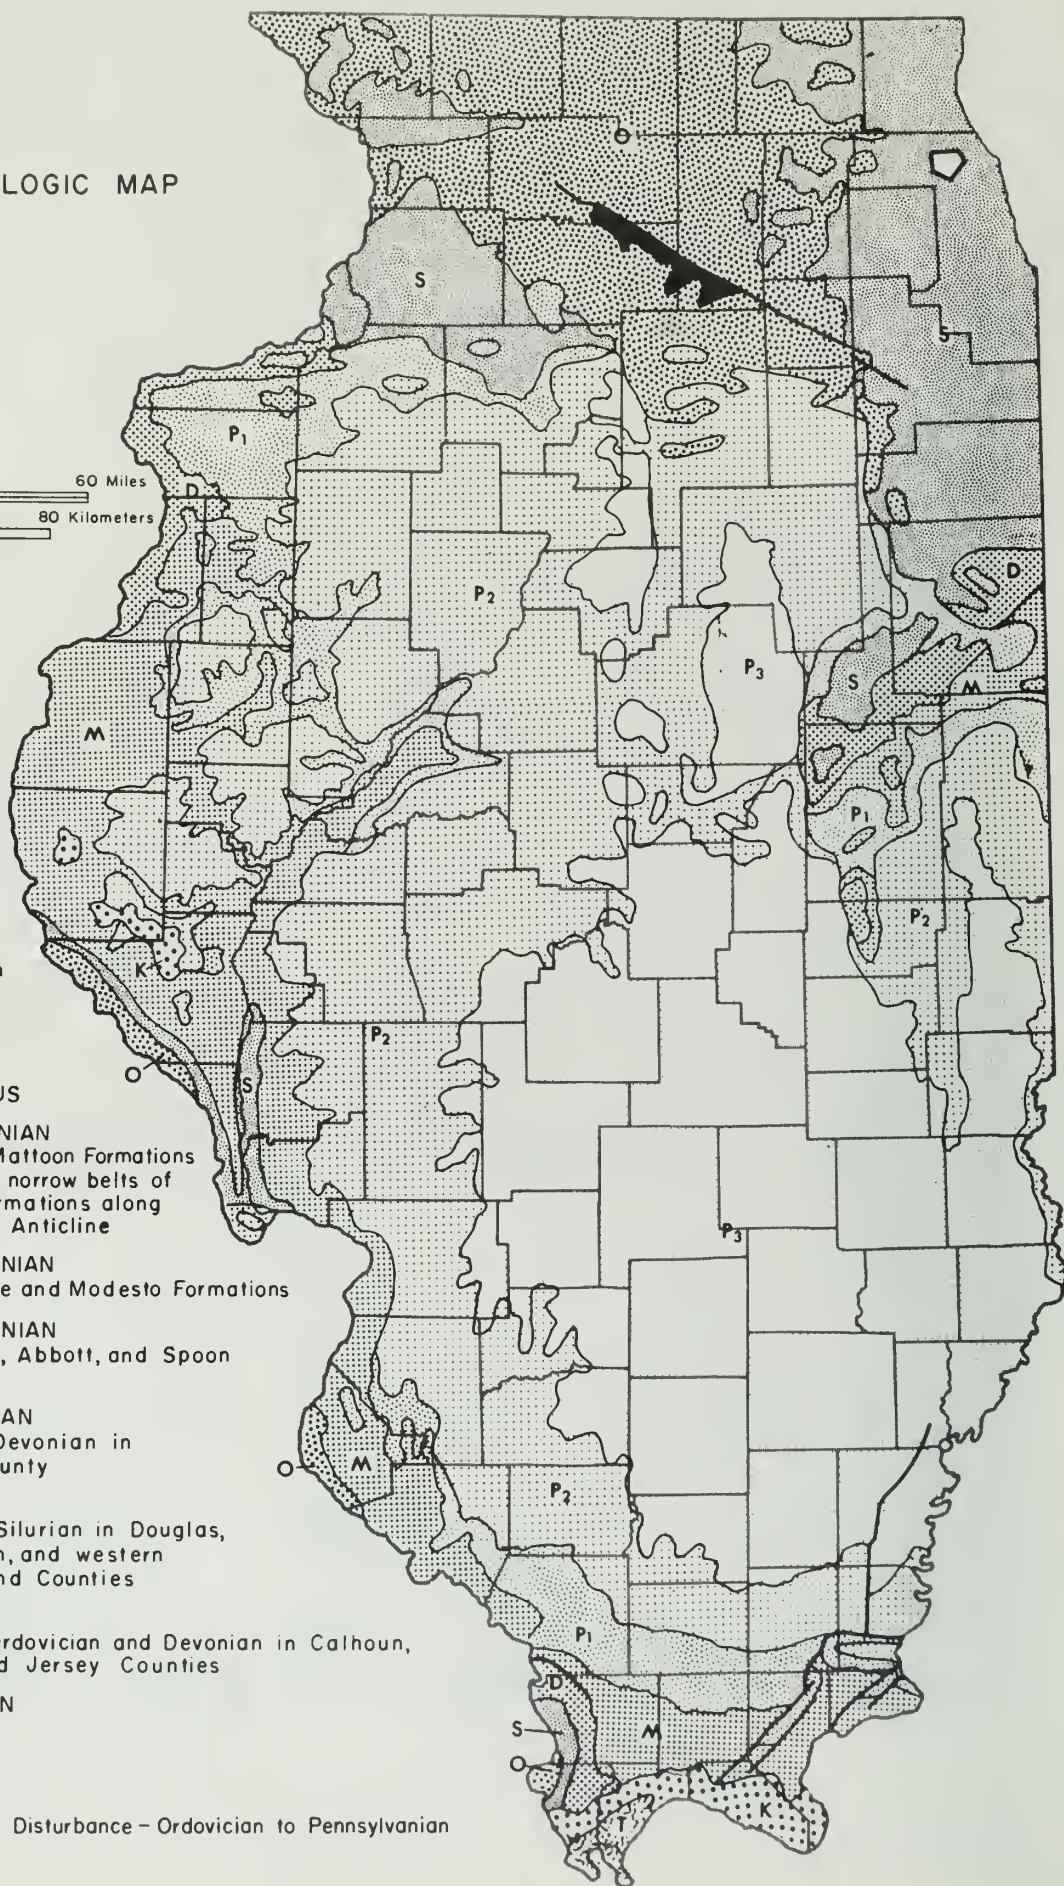 LOGIC MAP
60 Miles
80 Kilometers
US
NIAN
Mattoon Formations
norrow belts of
rmations along
Anticline
NIAN
e and Modesto Formations
NIAN
, Abbott, and Spoon
AN
Devonian in
unty
Silurian in Douglas,
n, and western
nd Counties
rdovician and Devonian in Calhoun,
d Jersey Counties
N
Disturbance – Ordovician to Pennsylvanian
O
S
P1
D
P2
D
P3
S
M
M
P1
P2
K
P2
O
S
P3
M
O
P2
P1
D
S
M
O
K
T